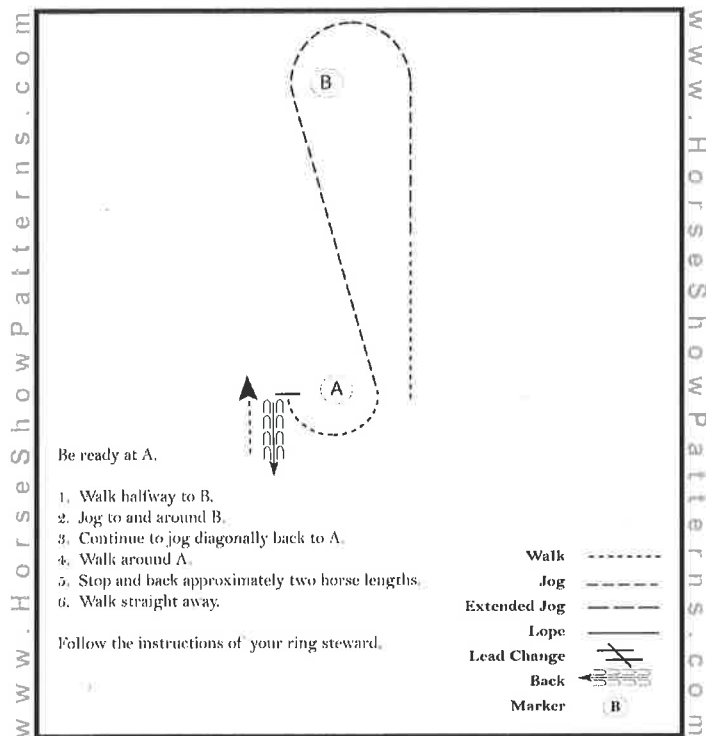 www.HorseShowPatterns.com
B
A
Be ready at A.
1. Walk halfway to B.
2. Jog to and around B.
3. Continue to jog diagonally back to A.
4. Walk around A.
5. Stop and back approximately two horse lengths.
6. Walk straight away.
Follow the instructions of your ring steward.
Walk
Jog
Extended Jog
Lope
Lead Change
Back
Marker B
www.HorseShowPatterns.com